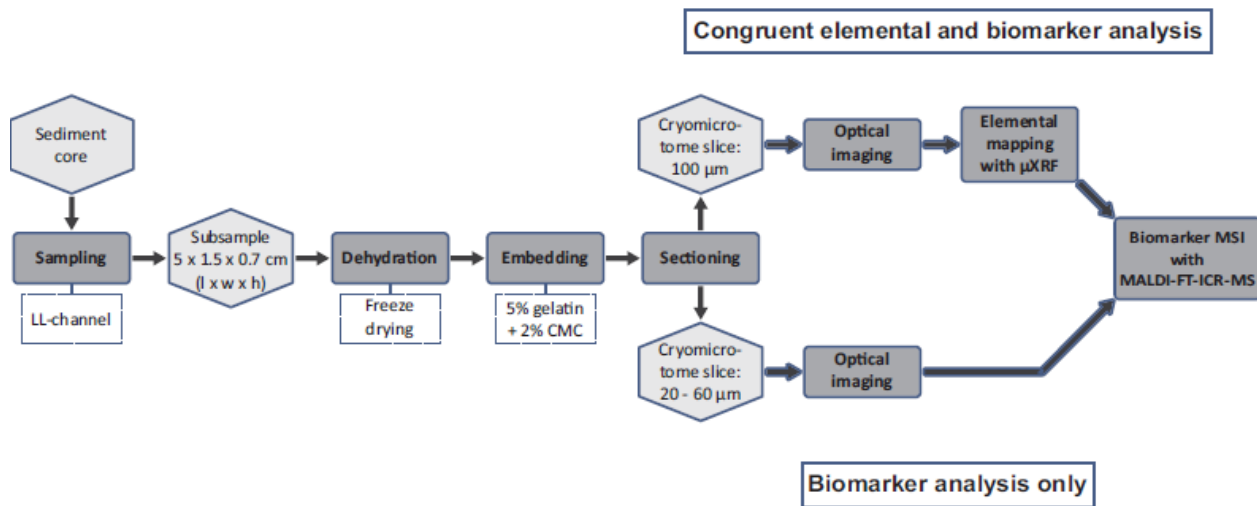 Congruent elemental and biomarker analysis
Sediment
core
Sampling
LL-channel
Subsample
5 x 1.5 x 0.7 cm
(l x w x h)
Dehydration
Freeze
drying
Embedding
5% gelatin
+ 2% CMC
Sectioning
Cryomicro-
tome slice:
100 µm
Optical
imaging
Elemental
mapping
with µXRF
Cryomicro-
tome slice:
20 - 60 µm
Optical
imaging
Biomarker MSI
with
MALDI-FT-ICR-MS
Biomarker analysis only